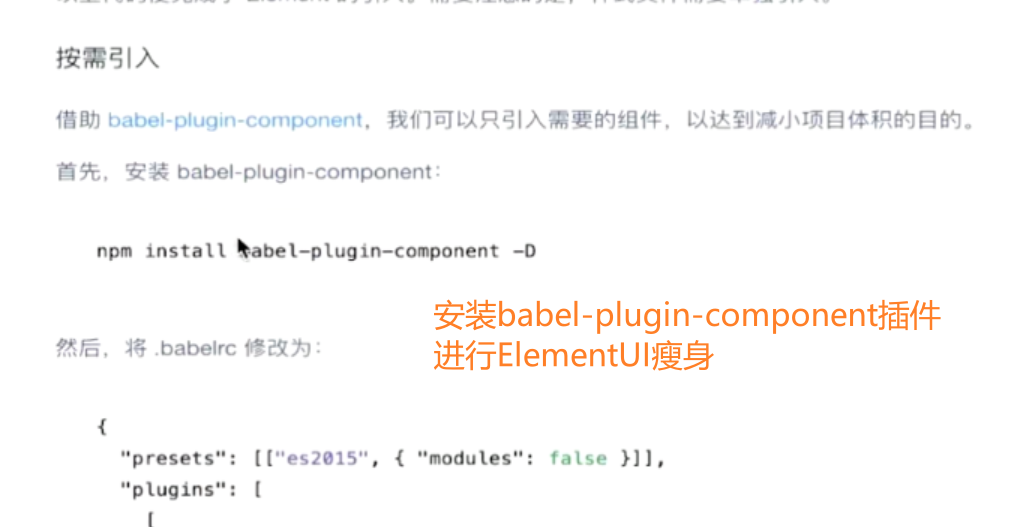 按需引入
借助 babel-plugin-component，我们可以只引入需要的组件，以达到减小项目体积的目的。
首先，安装 babel-plugin-component：
npm install babel-plugin-component -D
安装babel-plugin-component插件
进行ElementUI瘦身
然后，将 .babelrc 修改为：
{
"presets": [["es2015", { "modules": false }]],
"plugins": [
[